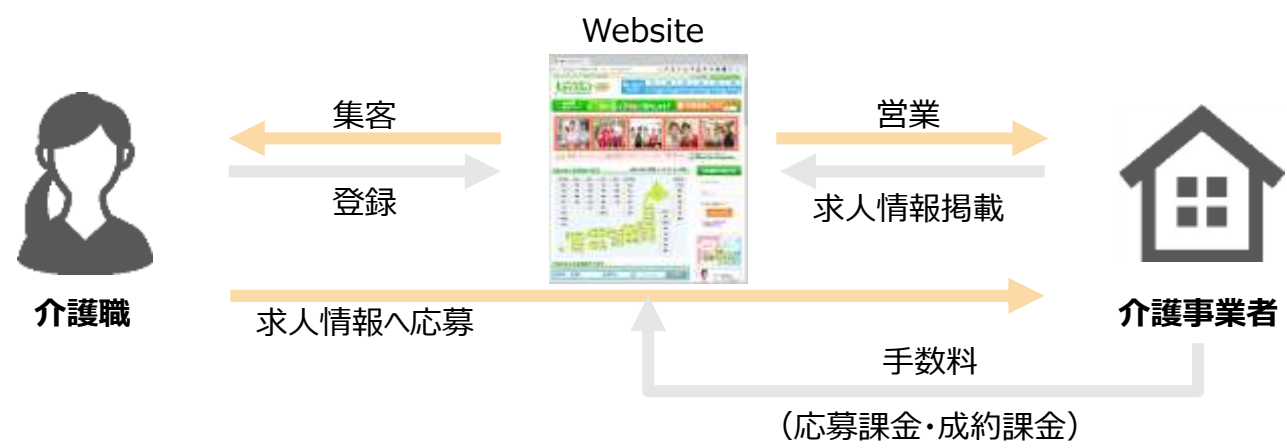 Website
集客
営業
登録
求人情報掲載
介護職
求人情報へ応募
介護事業者
手数料
(応募課金・成約課金)